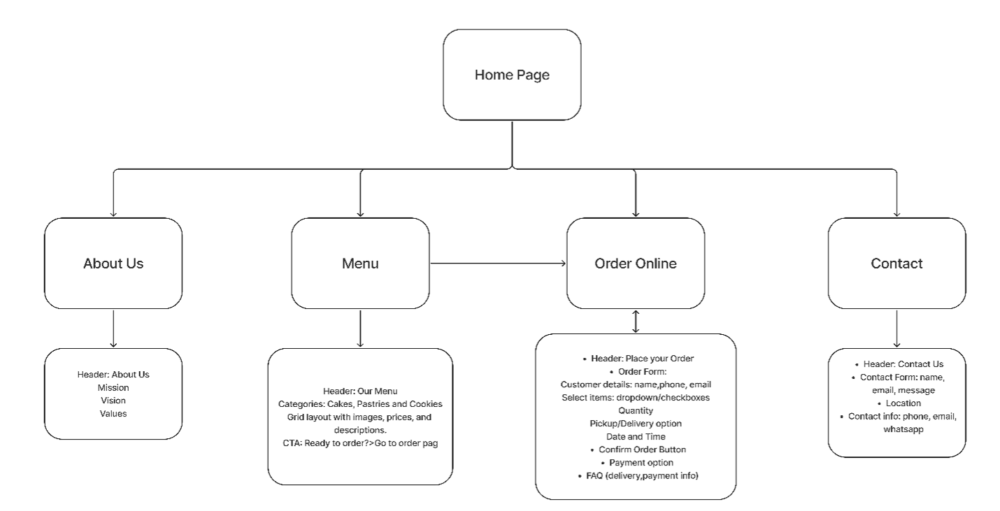 Home Page
About Us
Menu
Order Online
Contact
Header: About Us
Mission
Vision
Values
Header: Our Menu
Categories: Cakes, Pastries and Cookies
Grid layout with images, prices, and
descriptions.
CTA: Ready to order?>Go to order pag
• Header: Place your Order
• Order Form:
Customer details: name,phone, email
Select items: dropdown/checkboxes
Quantity
Pickup/Delivery option
Date and Time
• Confirm Order Button
• Payment option
• FAQ (delivery,payment info)
• Header: Contact Us
• Contact Form: name,
email, message
• Location
• Contact info: phone, email,
whatsapp